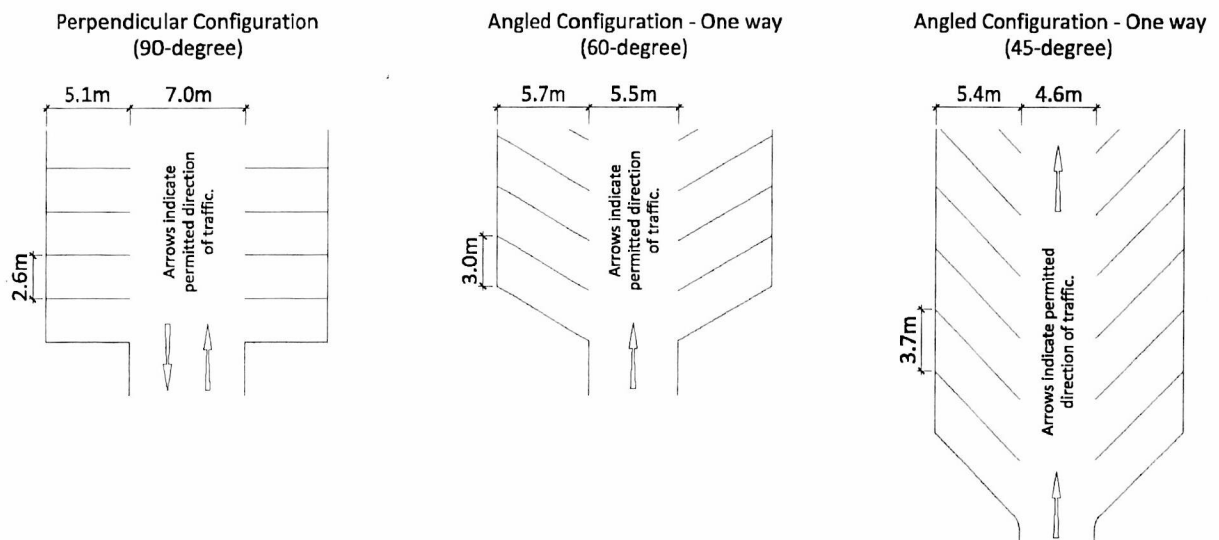 Perpendicular Configuration
(90-degree)
5.1m
7.0m
2.6m
Arrows indicate
permitted direction
of traffic.
Angled Configuration - One way
(60-degree)
5.7m
5.5m
3.0m
Arrows indicate
permitted direction
of traffic.
Angled Configuration - One way
(45-degree)
5.4m
4.6m
3.7m
Arrows indicate permitted
direction of traffic.